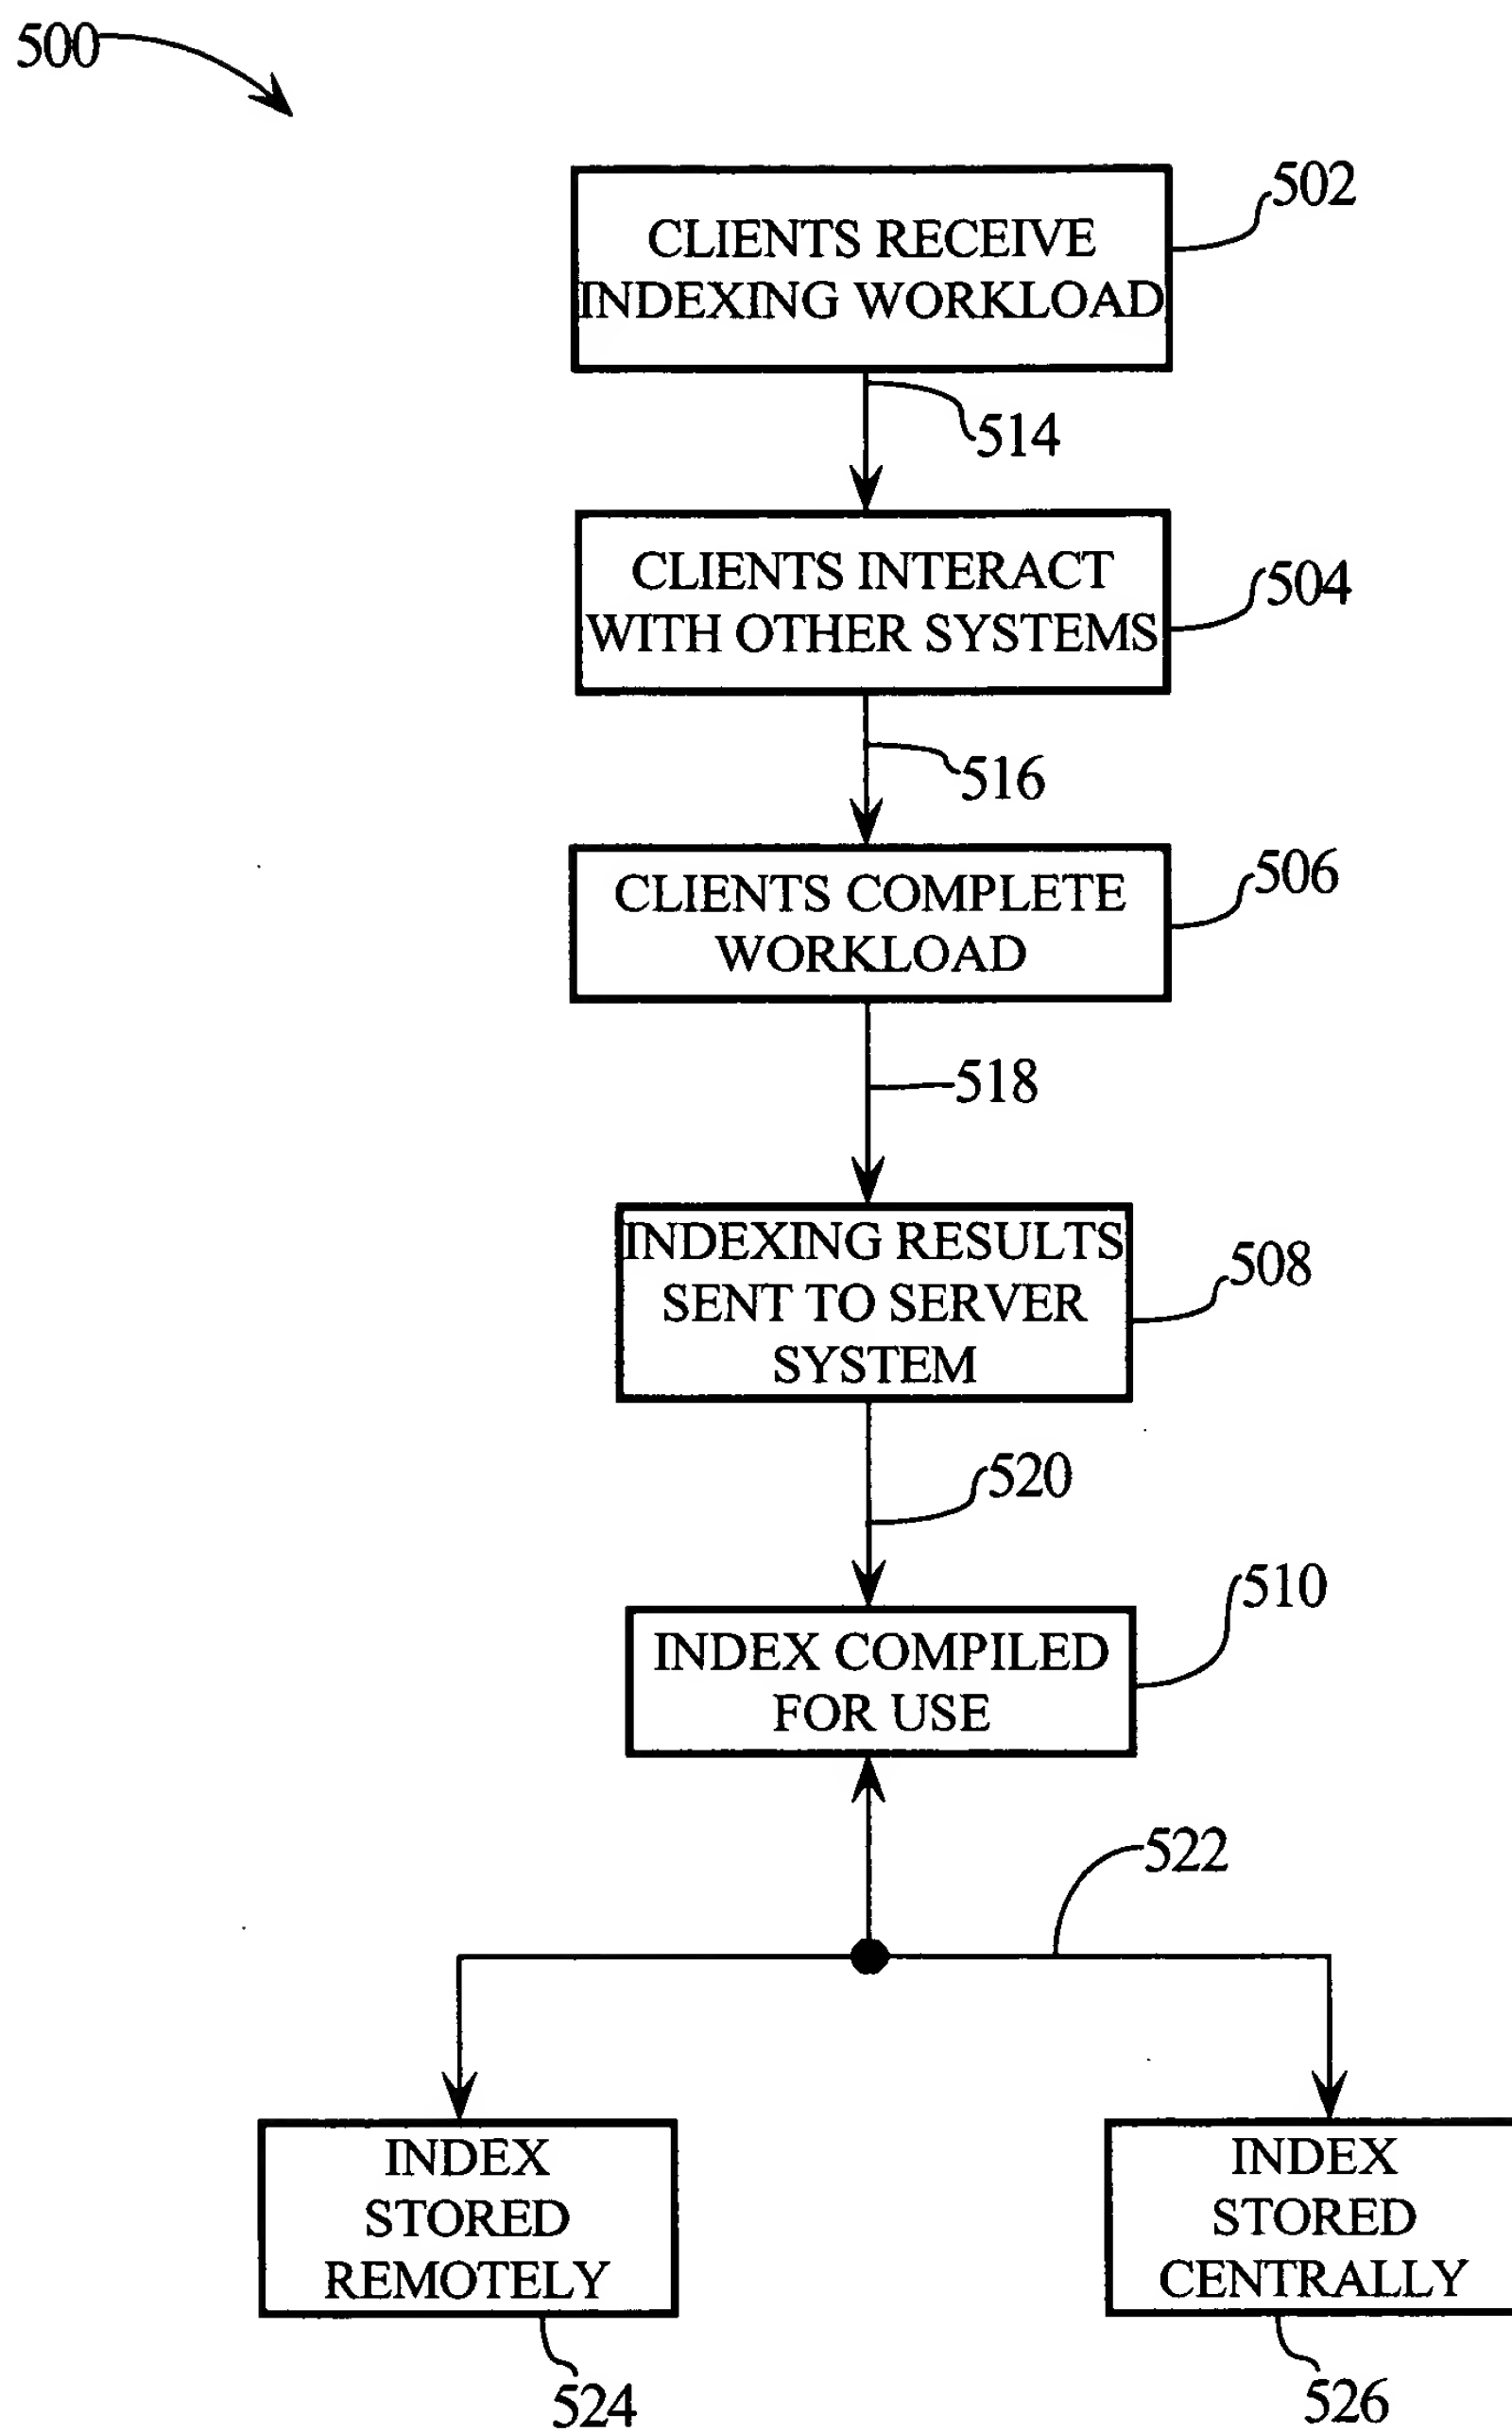 500
502
CLIENTS RECEIVE
INDEXING WORKLOAD
514
CLIENTS INTERACT
WITH OTHER SYSTEMS
504
516
CLIENTS COMPLETE
WORKLOAD
506
518
INDEXING RESULTS
SENT TO SERVER
SYSTEM
508
520
510
INDEX COMPILED
FOR USE
522
INDEX
STORED
REMOTELY
INDEX
STORED
CENTRALLY
524
526